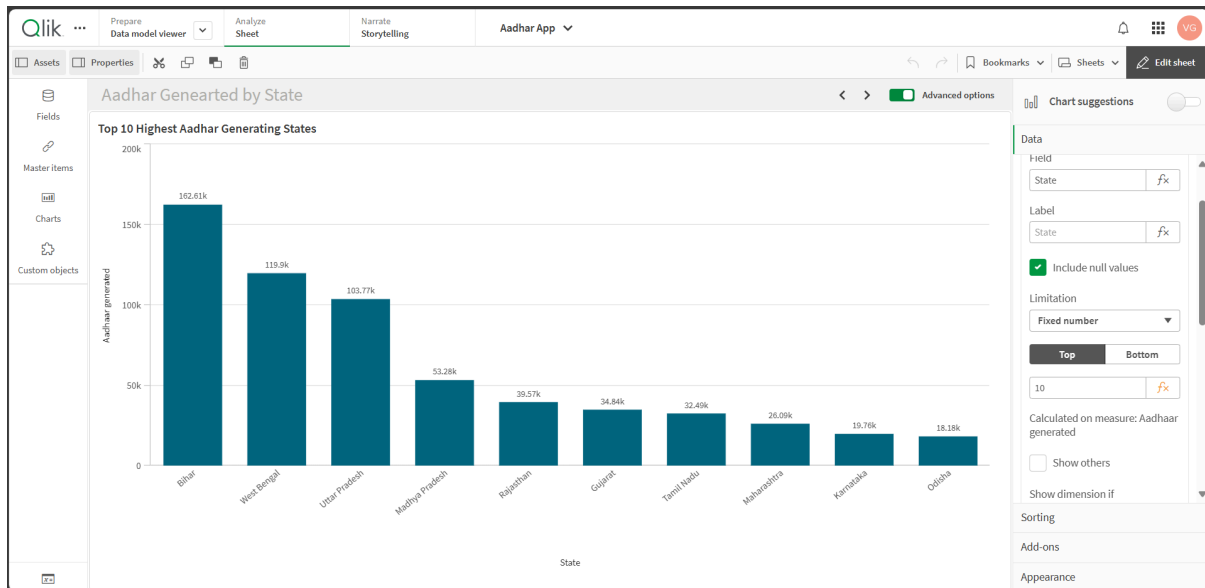 Qlik
Prepare
Data model viewer
Analyze
Sheet
Narrate
Storytelling
Aadhar App
VG
Assets
Properties
Bookmarks
Sheets
Edit sheet
Fields
Master items
Charts
Custom objects
Aadhar Genearted by State
Advanced options
Top 10 Highest Aadhar Generating States
Aadhaar generated
200k
150k
100k
50k
0
162.61k
119.9k
103.77k
53.28k
39.57k
34.84k
32.49k
26.09k
19.76k
18.18k
Bihar
West Bengal
Uttar Pradesh
Madhya Pradesh
Rajasthan
Gujarat
Tamil Nadu
Maharashtra
Karnataka
Odisha
State
Chart suggestions
Data
Field
State
fx
Label
State
fx
Include null values
Limitation
Fixed number
Top
Bottom
10
fx
Calculated on measure: Aadhaar
generated
Show others
Show dimension if
Sorting
Add-ons
Appearance